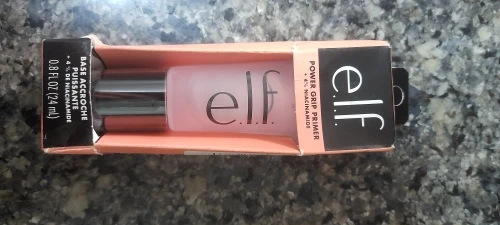 e.l.f.
POWER GRIP PRIMER
+ 4% NIACINAMIDE
e.l.f.
BASE ACCROCHE
PUISSANTE
+ 4% DE NIACINAMIDE
0.8 FL OZ (24 mL)